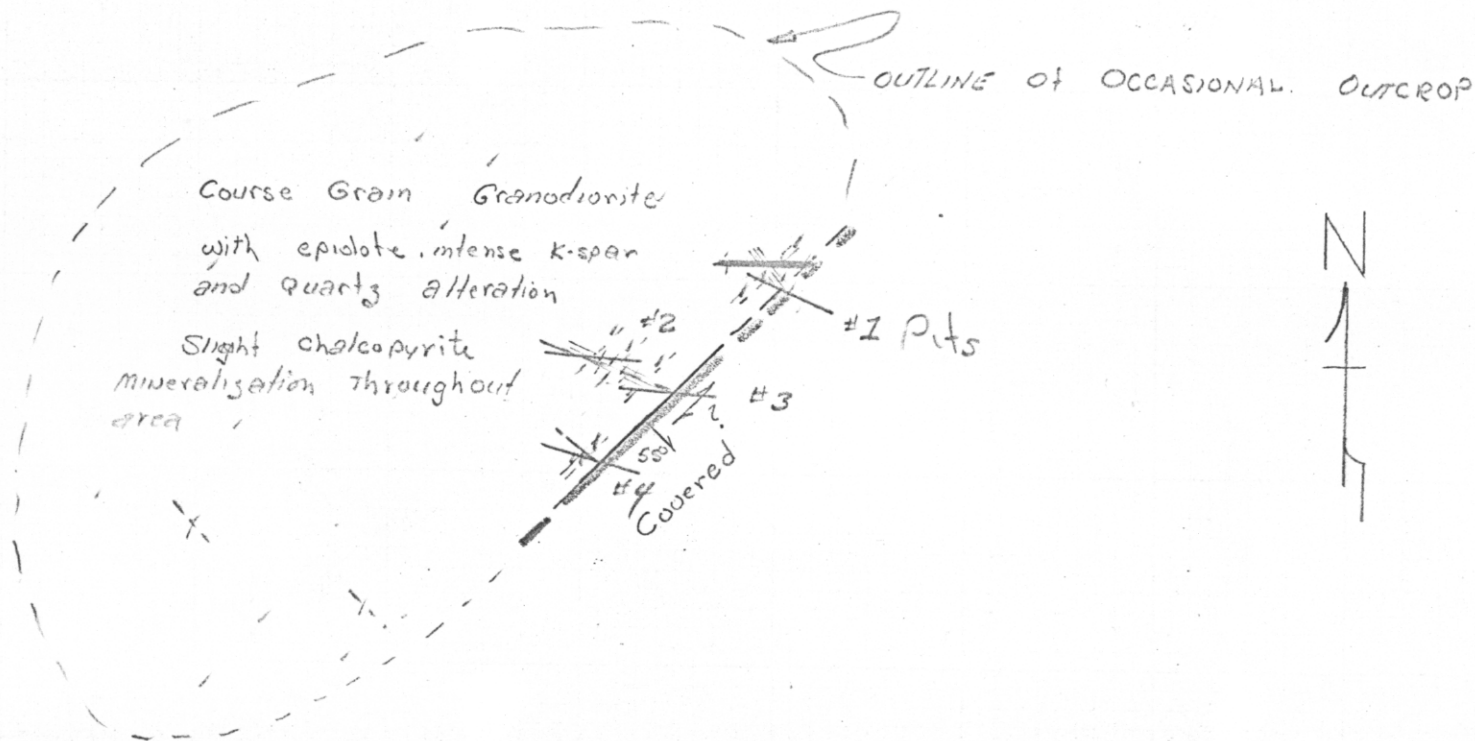 OUTLINE of OCCASIONAL. OUTCROP
Course Grain Granodiorite
with epidote, intense K-spar
and quartz alteration
Slight chalcopyrite
mineralization Throughout
area
N
#1 Pits
#2
#3
?
55°
#4
Covered